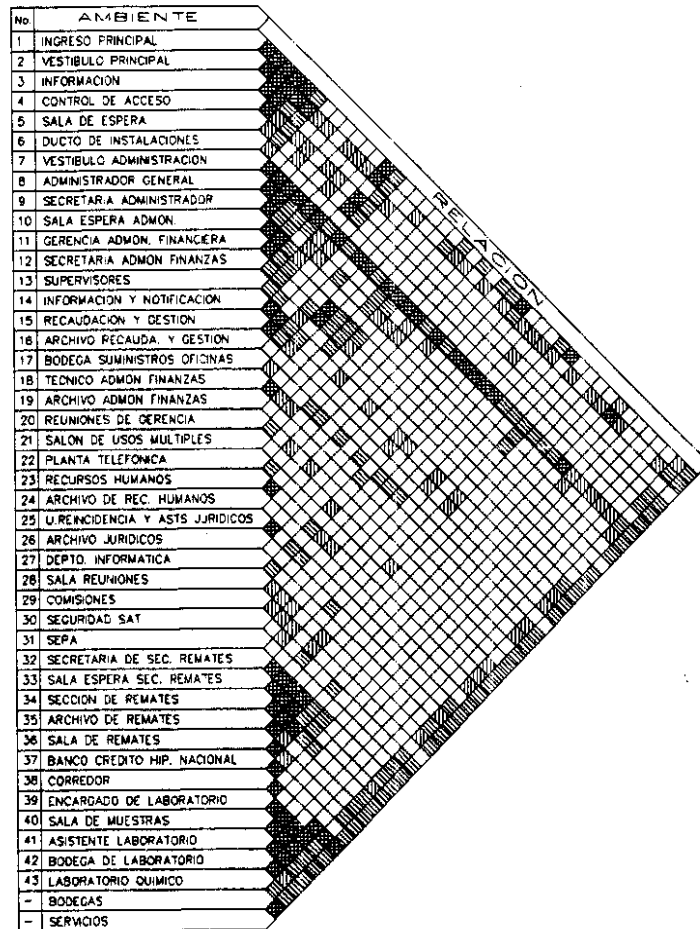 No. AMBIENTE
1 INGRESO PRINCIPAL
2 VESTIBULO PRINCIPAL
3 INFORMACION
4 CONTROL DE ACCESO
5 SALA DE ESPERA
6 DUCTO DE INSTALACIONES
7 VESTIBULO ADMINISTRACION
8 ADMINISTRADOR GENERAL
9 SECRETARIA ADMINISTRADOR
10 SALA ESPERA ADMON.
11 GERENCIA ADMON. FINANCIERA
12 SECRETARIA ADMON FINANZAS
13 SUPERVISORES
14 INFORMACION Y NOTIFICACION
15 RECAUDACION Y GESTION
16 ARCHIVO RECAUDA. Y GESTION
17 BODEGA SUMINISTROS OFICINAS
18 TECNICO ADMON FINANZAS
19 ARCHIVO ADMON FINANZAS
20 REUNIONES DE GERENCIA
21 SALON DE USOS MULTIPLES
22 PLANTA TELEFONICA
23 RECURSOS HUMANOS
24 ARCHIVO DE REC. HUMANOS
25 U.REINCIDENCIA Y ASTS JURIDICOS
26 ARCHIVO JURIDICOS
27 DEPTO. INFORMATICA
28 SALA REUNIONES
29 COMISIONES
30 SEGURIDAD SAT
31 SEPA
32 SECRETARIA DE SEC. REMATES
33 SALA ESPERA SEC. REMATES
34 SECCION DE REMATES
35 ARCHIVO DE REMATES
36 SALA DE REMATES
37 BANCO CREDITO HIP. NACIONAL
38 CORREDOR
39 ENCARGADO DE LABORATORIO
40 SALA DE MUESTRAS
41 ASISTENTE LABORATORIO
42 BODEGA DE LABORATORIO
43 LABORATORIO QUIMICO
- BODEGAS
- SERVICIOS
RELACION